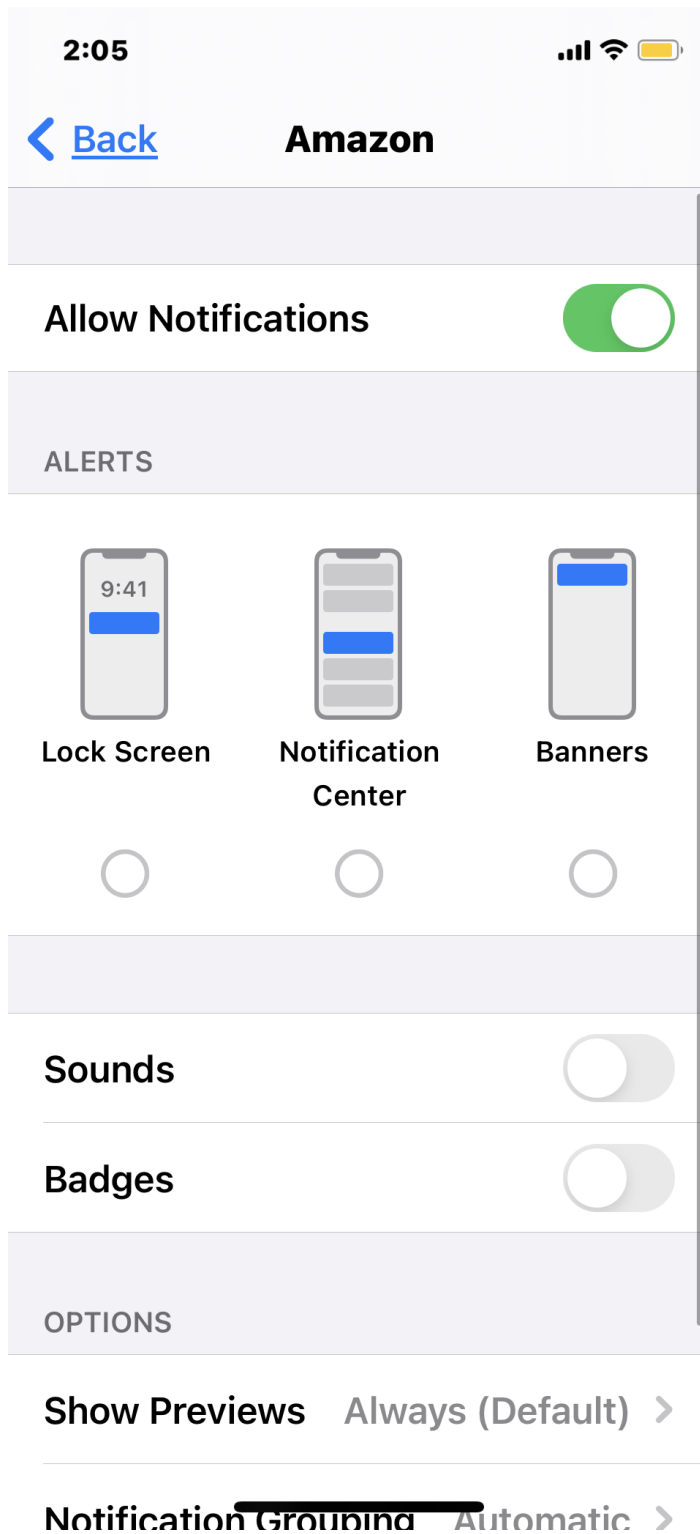 2:05
Back
Amazon
Allow Notifications
ALERTS
9:41
Lock Screen
Notification
Center
Banners
Sounds
Badges
OPTIONS
Show Previews Always (Default)
Notification Grouping Automatic